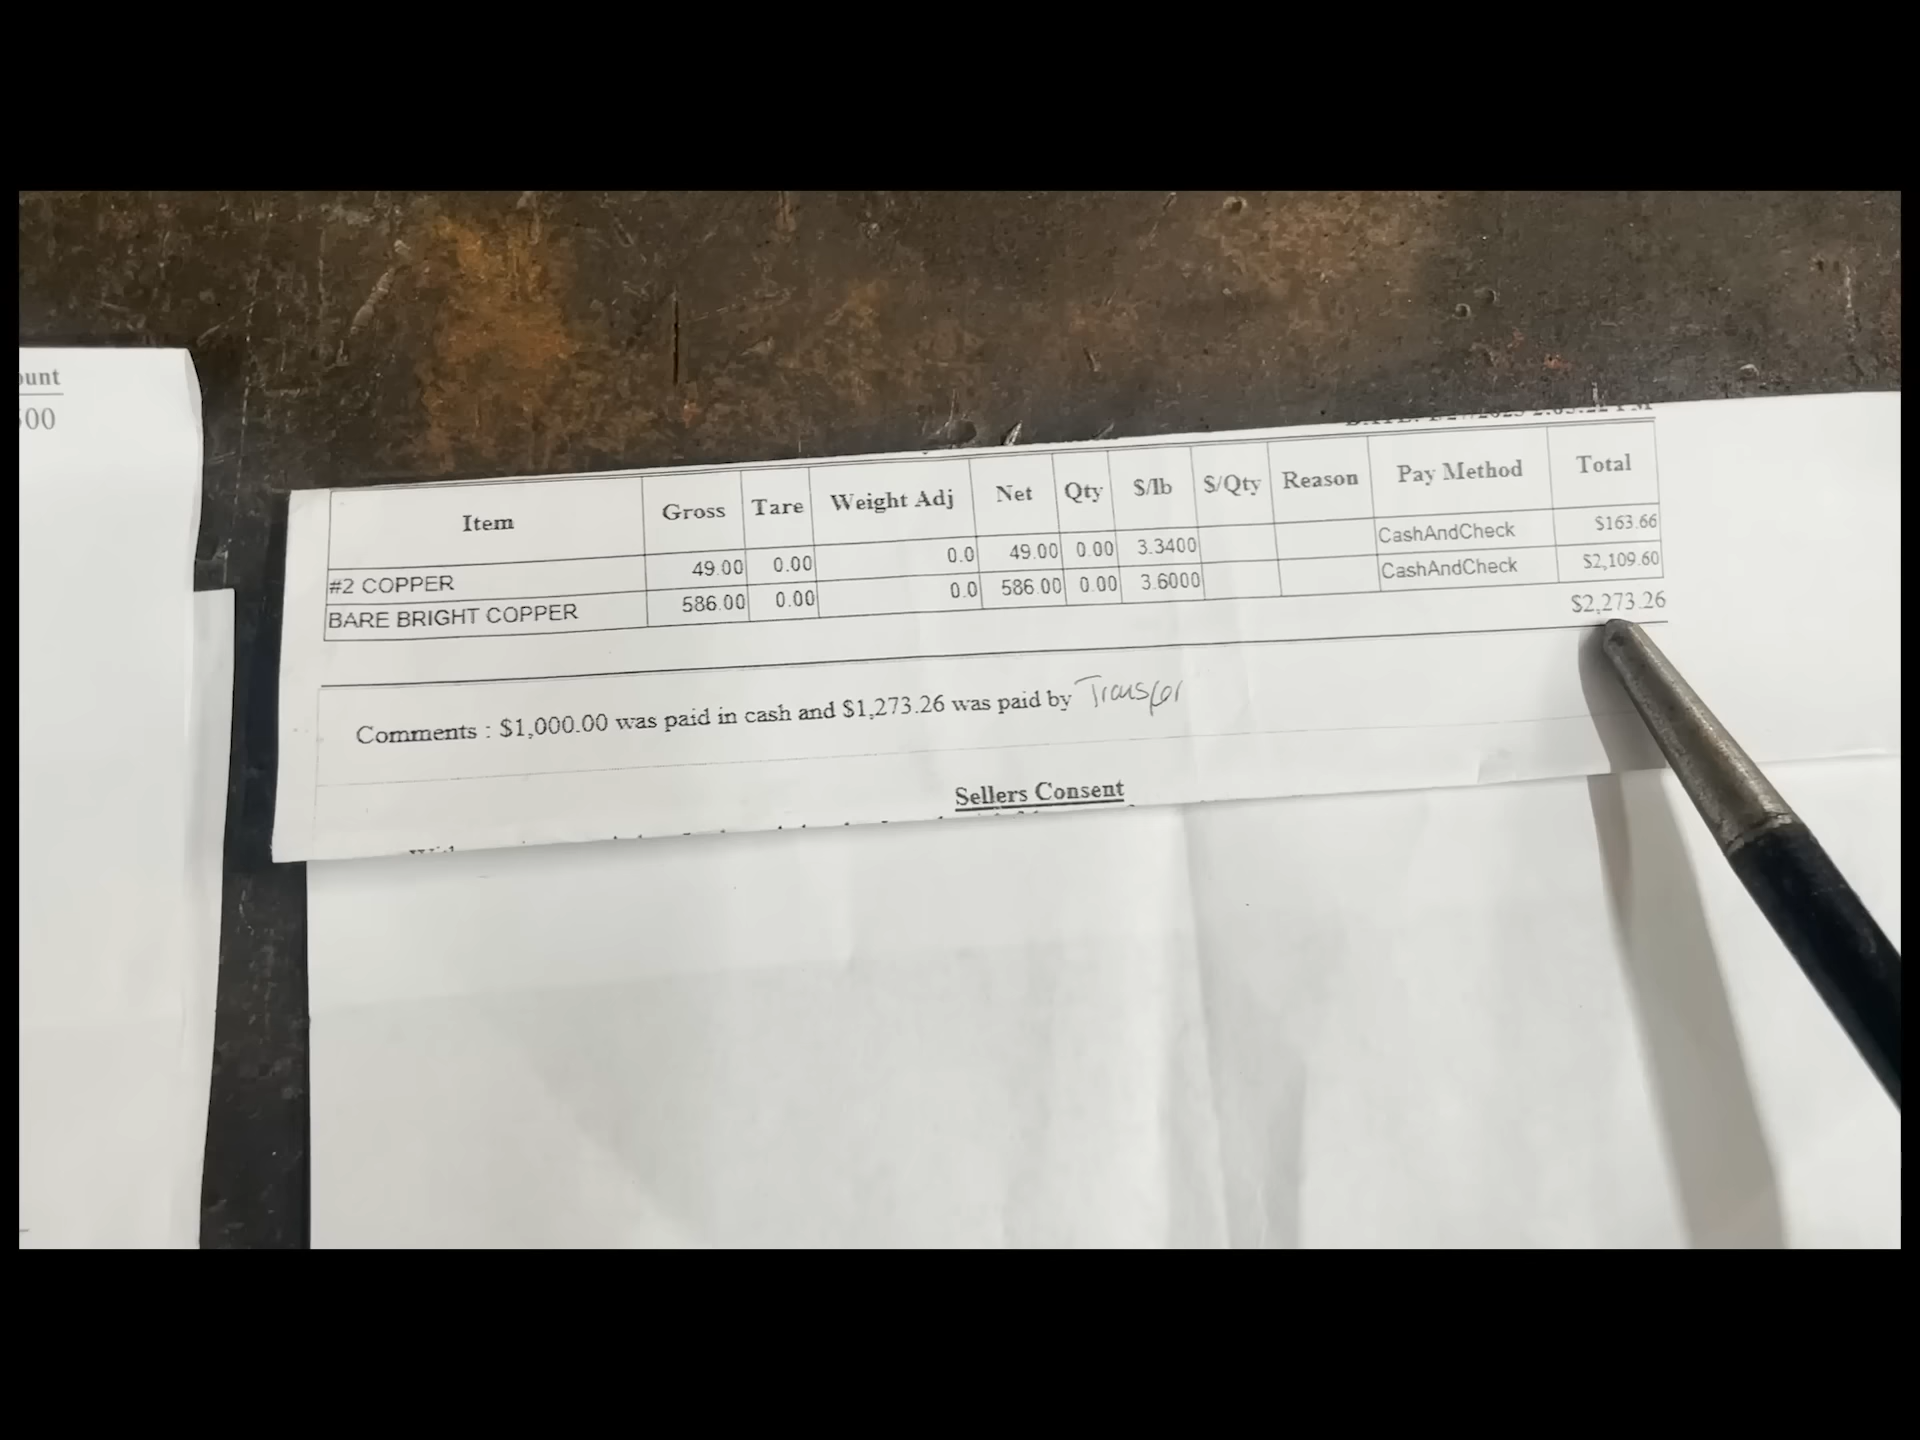 ount
00
Item Gross Tare Weight Adj Net Qty $/lb $/Qty Reason Pay Method Total
#2 COPPER 49.00 0.00 0.0 49.00 0.00 3.3400 CashAndCheck $163.66
BARE BRIGHT COPPER 586.00 0.00 0.0 586.00 0.00 3.6000 CashAndCheck $2,109.60
$2,273.26
Comments : $1,000.00 was paid in cash and $1,273.26 was paid by Transfer
Sellers Consent